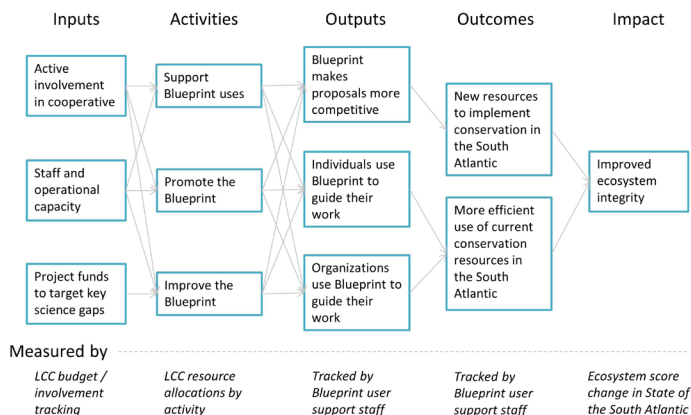 Inputs
Activities
Outputs
Outcomes
Impact
Active
involvement
in cooperative
Staff and
operational
capacity
Project funds
to target key
science gaps
Support
Blueprint uses
Promote the
Blueprint
Improve the
Blueprint
Blueprint
makes
proposals more
competitive
Individuals use
Blueprint to
guide their
work
Organizations
use Blueprint to
guide their
work
New resources
to implement
conservation in
the South
Atlantic
More efficient
use of current
conservation
resources in
the South
Atlantic
Improved
ecosystem
integrity
Measured by
LCC budget /
involvement
tracking
LCC resource
allocations by
activity
Tracked by
Blueprint user
support staff
Tracked by
Blueprint user
support staff
Ecosystem score
change in State of
the South Atlantic